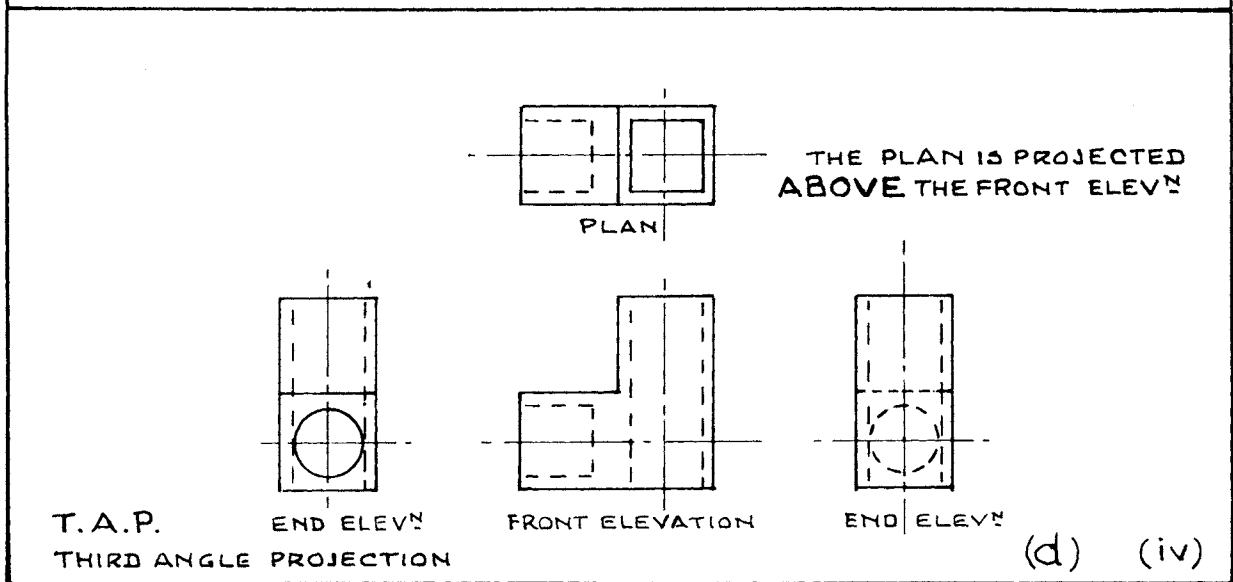 THE PLAN IS PROJECTED
ABOVE THE FRONT ELEVN
PLAN
END ELEVN
FRONT ELEVATION
END ELEVN
T.A.P.
THIRD ANGLE PROJECTION
(d) (iv)